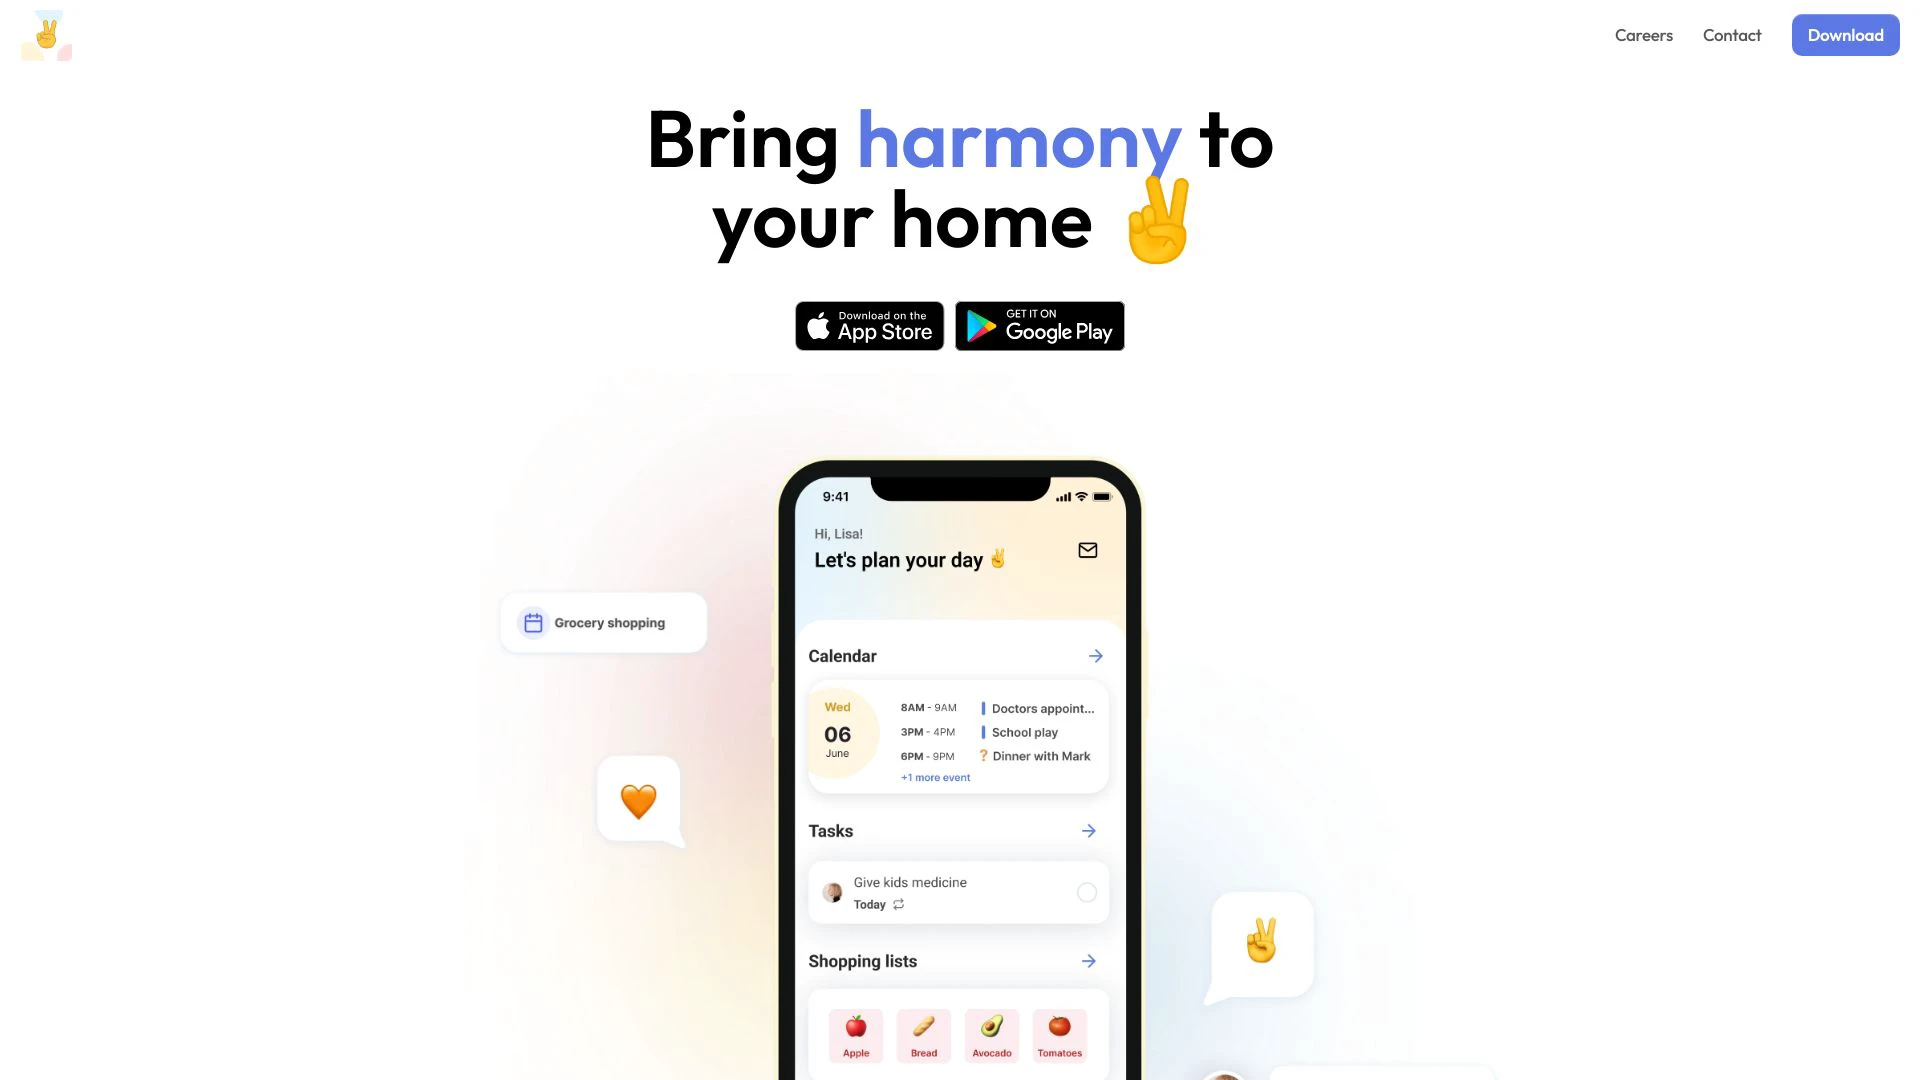 Careers
Contact
Download
Bring harmony to
your home ✌️
Download on the
App Store
GET IT ON
Google Play
9:41
Hi, Lisa!
Let's plan your day ✌️
Grocery shopping
Calendar
Wed
06
June
8AM - 9AM
Doctors appoint...
3PM - 4PM
School play
6PM - 9PM
? Dinner with Mark
+1 more event
Tasks
Give kids medicine
Today
Shopping lists
Apple
Bread
Avocado
Tomatoes